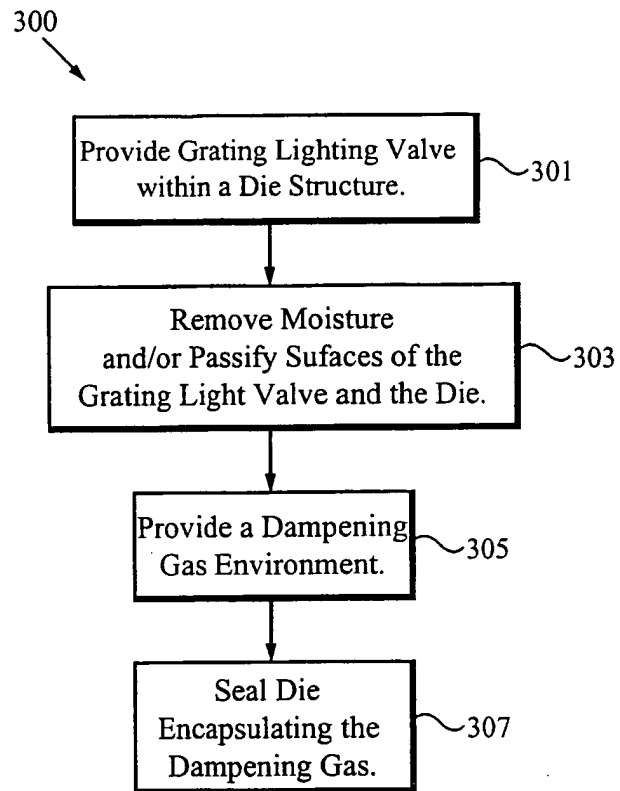 300
Provide Grating Lighting Valve
within a Die Structure.
301
Remove Moisture
and/or Passify Sufaces of the
Grating Light Valve and the Die.
303
Provide a Dampening
Gas Environment.
305
Seal Die
Encapsulating the
Dampening Gas.
307